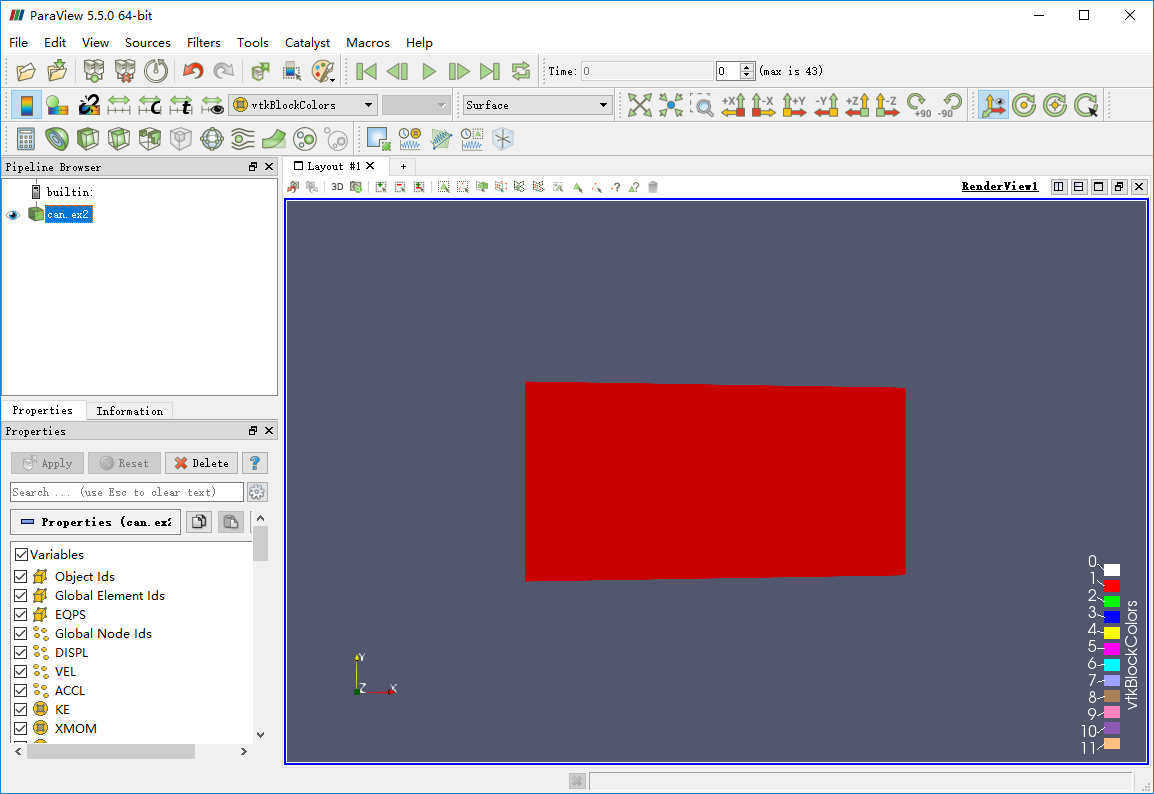 ParaView 5.5.0 64-bit
File Edit View Sources Filters Tools Catalyst Macros Help
Time: 0 0 (max is 43)
vtkBlockColors Surface +X -X +Y -Y +Z -Z +90 -90
Pipeline Browser
Layout #1 +
builtin:
can.ex2
3D ? ? RenderView1
Properties Information
Properties
Apply Reset Delete ?
Search ... (use Esc to clear text)
Properties (can.ex2
Variables
Object Ids
Global Element Ids
EQPS
Global Node Ids
DISPL
VEL
ACCL
KE
XMOM
Y
Z X
0
1
2
3
4
5
6
7
8
9
10
11
vtkBlockColors